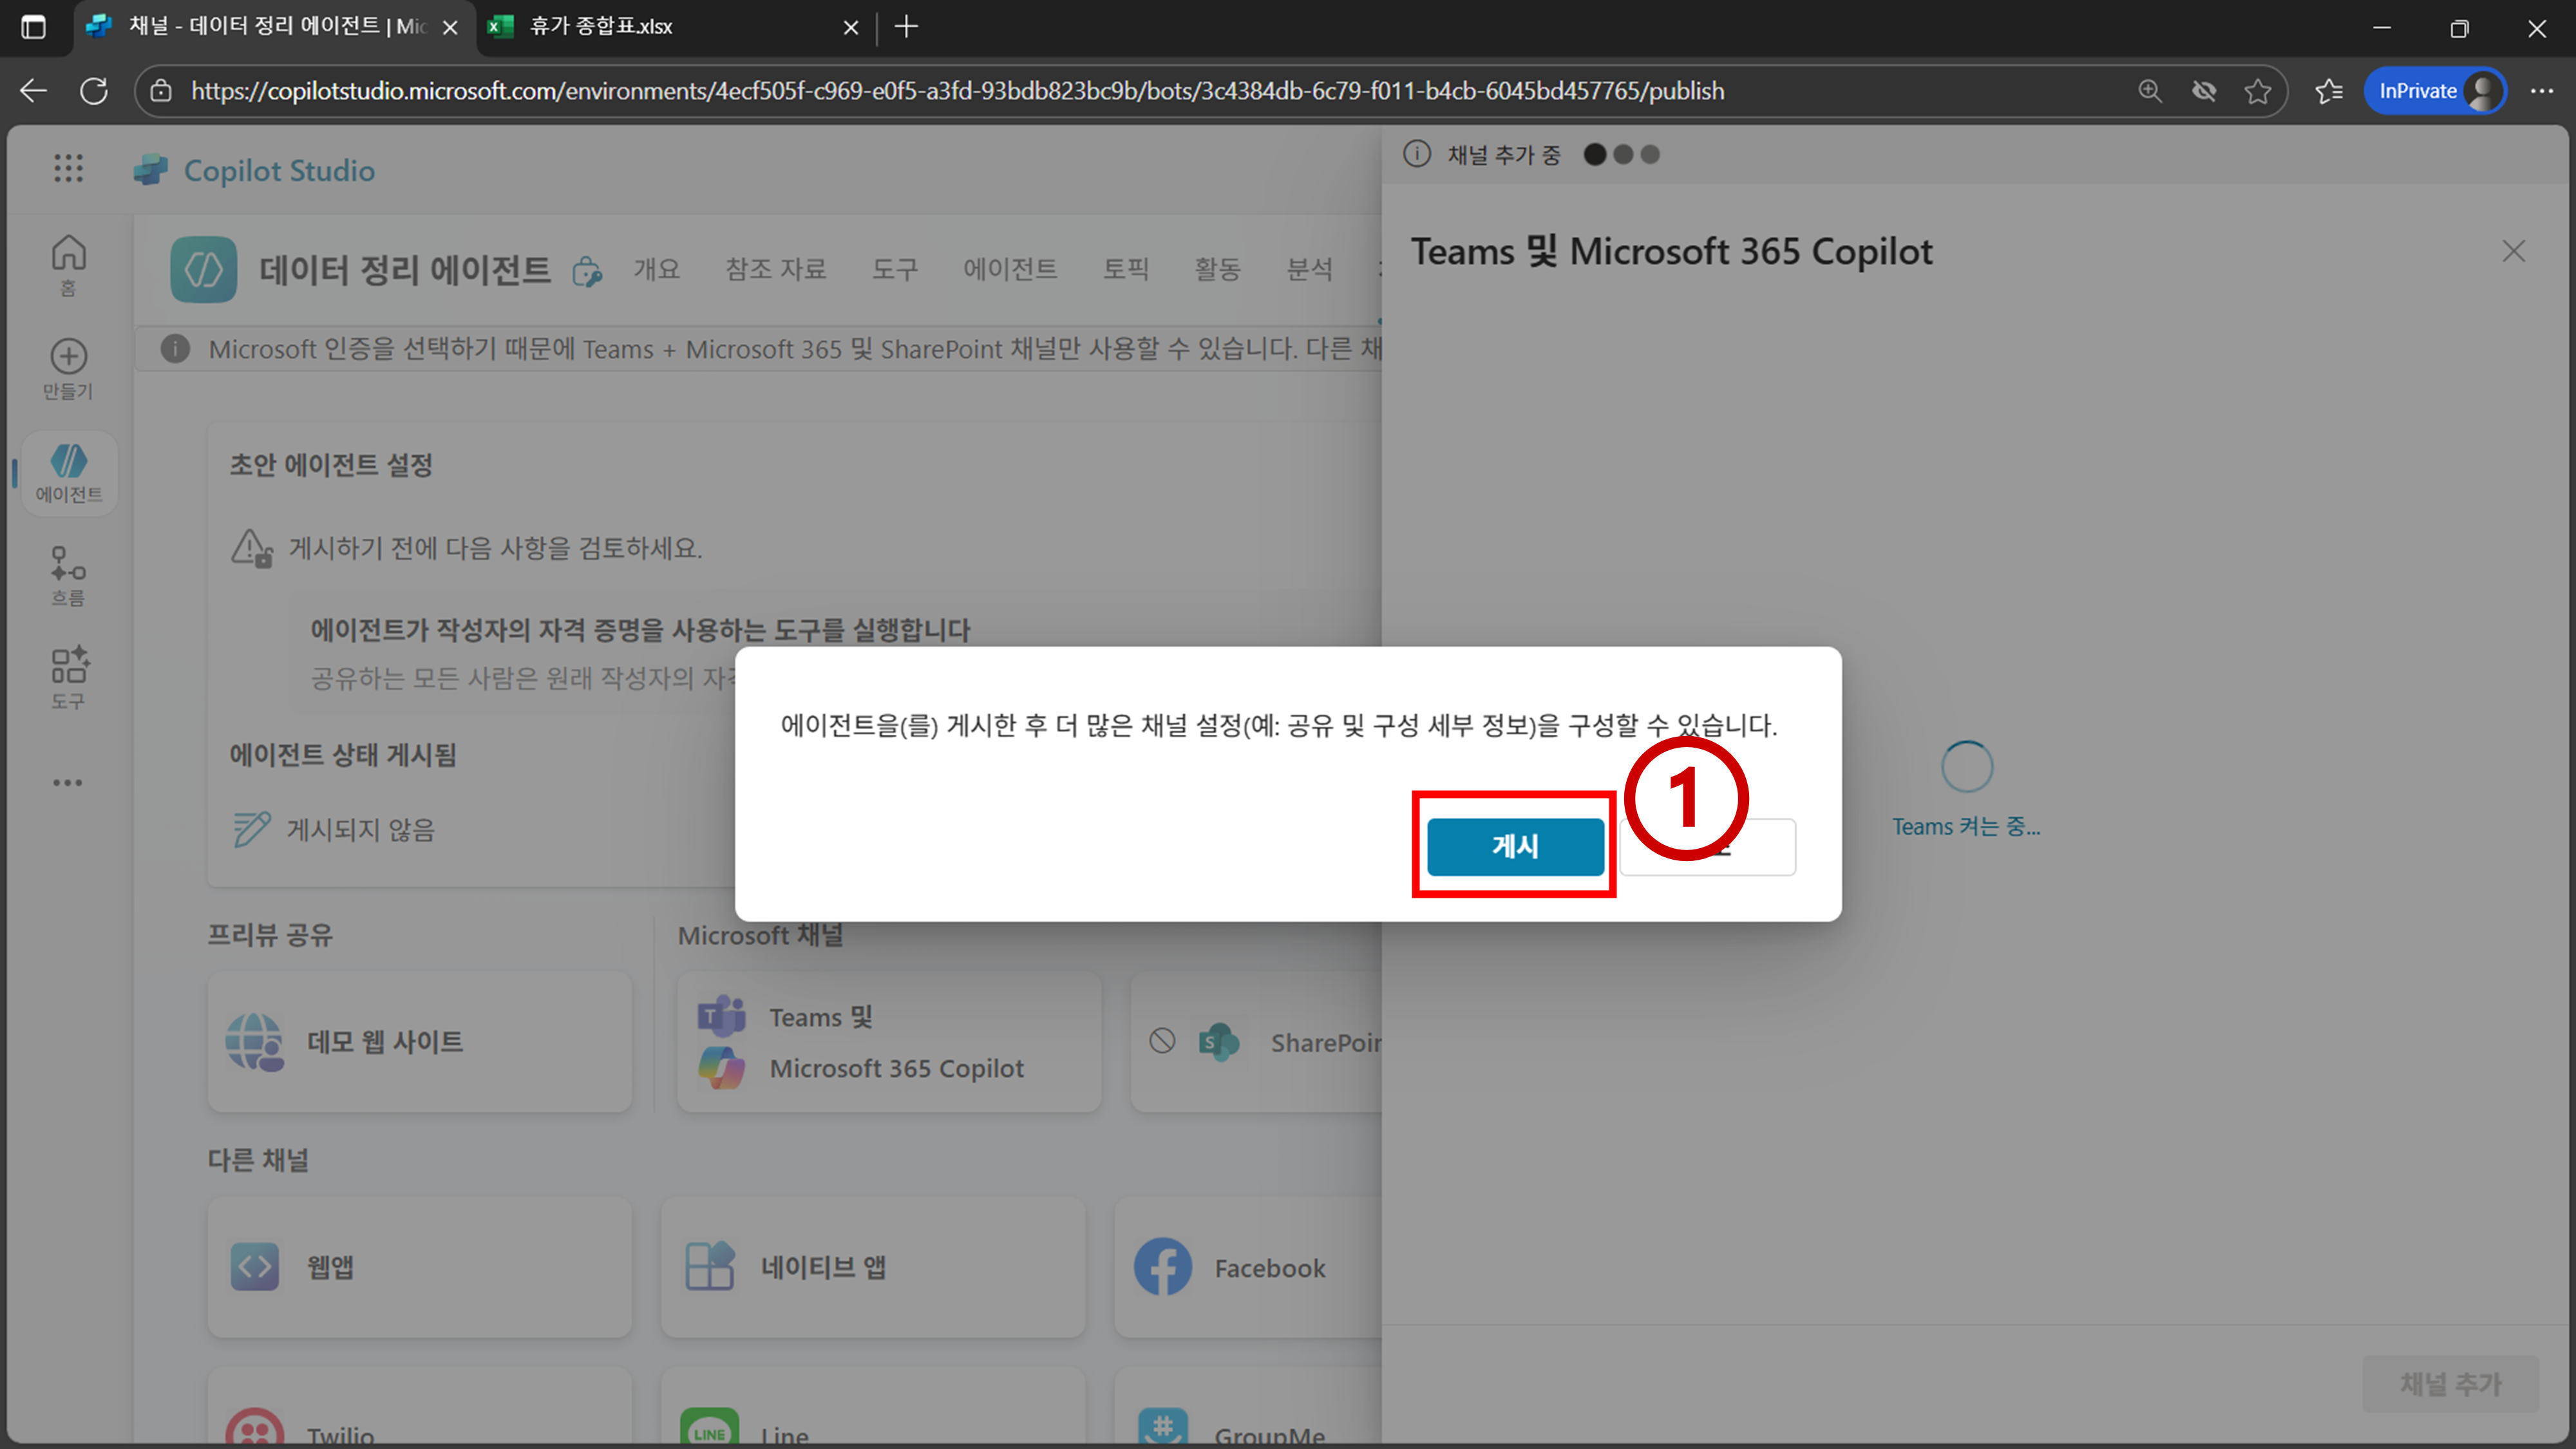 채널 - 데이터 정리 에이전트 | Mic
휴가 종합표.xlsx
https://copilotstudio.microsoft.com/environments/4ecf505f-c969-e0f5-a3fd-93bdb823bc9b/bots/3c4384db-6c79-f011-b4cb-6045bd457765/publish
InPrivate
Copilot Studio
채널 추가 중
Teams 및 Microsoft 365 Copilot
데이터 정리 에이전트
개요
참조 자료
도구
에이전트
토픽
활동
분석
홈
만들기
에이전트
흐름
도구
Microsoft 인증을 선택하기 때문에 Teams + Microsoft 365 및 SharePoint 채널만 사용할 수 있습니다. 다른 채
초안 에이전트 설정
게시하기 전에 다음 사항을 검토하세요.
에이전트가 작성자의 자격 증명을 사용하는 도구를 실행합니다
공유하는 모든 사람은 원래 작성자의
에이전트 상태 게시됨
게시되지 않음
에이전트을(를) 게시한 후 더 많은 채널 설정(예: 공유 및 구성 세부 정보)을 구성할 수 있습니다.
1
게시
Teams 켜는 중...
프리뷰 공유
Microsoft 채널
데모 웹 사이트
Teams 및
Microsoft 365 Copilot
SharePoin
다른 채널
웹앱
네이티브 앱
Facebook
Twilio
LINE
Line
GroupMe
채널 추가